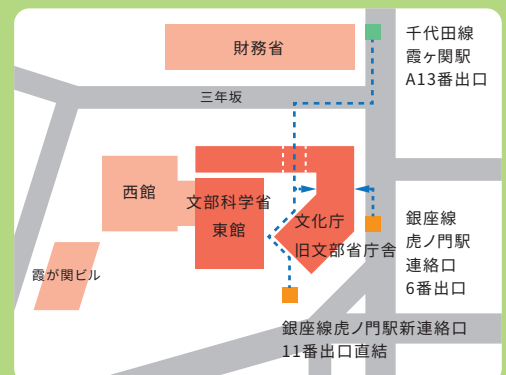 財務省
千代田線
霞ヶ関駅
A13番出口
三年坂
西館
文部科学省
東館
文化庁
旧文部省庁舎
銀座線
虎ノ門駅
連絡口
6番出口
霞が関ビル
銀座線虎ノ門駅新連絡口
11番出口直結